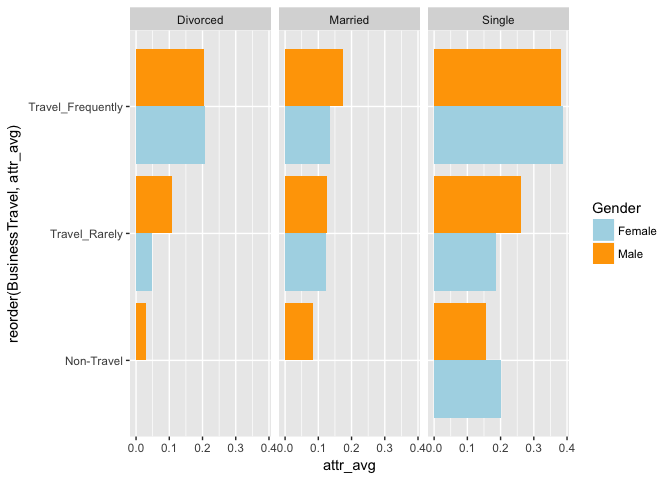 Divorced Married Single
reorder(BusinessTravel, attr_avg)
Travel_Frequently
Travel_Rarely
Non-Travel
0.0 0.1 0.2 0.3 0.4 0.0 0.1 0.2 0.3 0.4 0.0 0.1 0.2 0.3 0.4
attr_avg
Gender
Female
Male